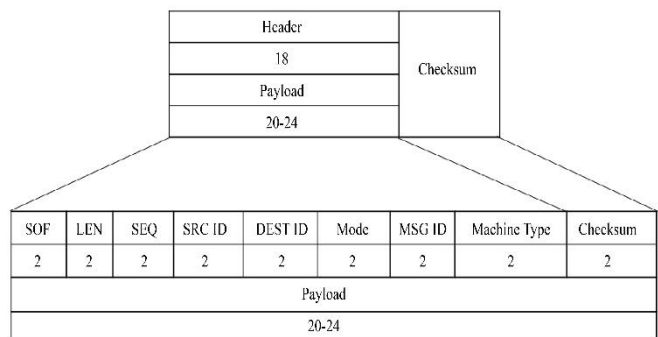 Header
18
Checksum
Payload
20-24
SOF LEN SEQ SRC ID DEST ID Mode MSG ID Machine Type Checksum
2 2 2 2 2 2 2 2 2
Payload
20-24